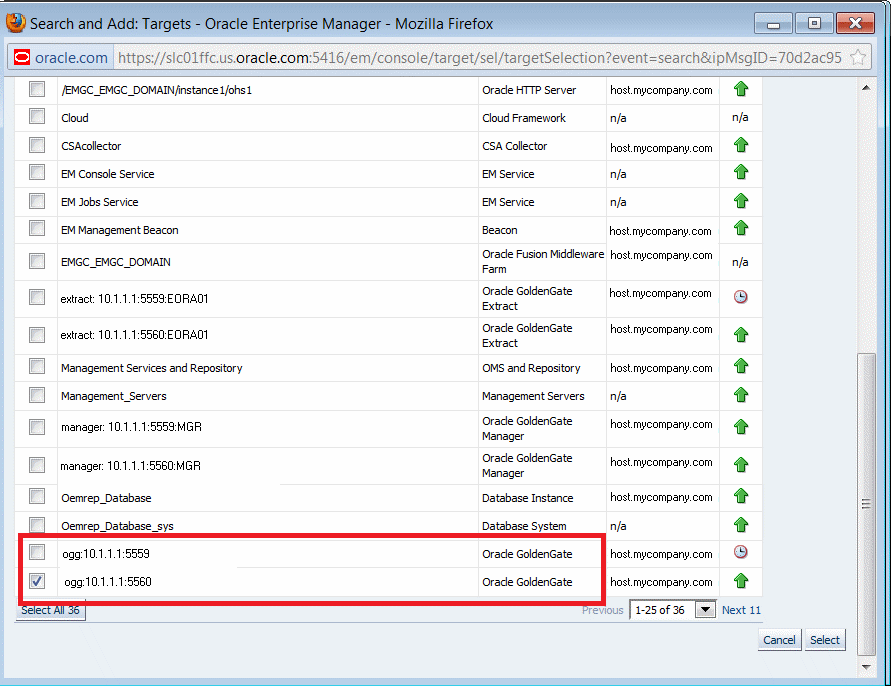 Search and Add: Targets - Oracle Enterprise Manager - Mozilla Firefox
oracle.com https://slc01ffc.us.oracle.com:5416/em/console/target/sel/targetSelection?event=search&ipMsgID=70d2ac95
/EMGC_EMGC_DOMAIN/instance1/ohs1 Oracle HTTP Server host.mycompany.com
Cloud Cloud Framework n/a n/a
CSAcollector CSA Collector host.mycompany.com
EM Console Service EM Service n/a
EM Jobs Service EM Service n/a
EM Management Beacon Beacon host.mycompany.com
EMGC_EMGC_DOMAIN Oracle Fusion Middleware host.mycompany.com n/a
Farm
extract: 10.1.1.1:5559:EORA01 Oracle GoldenGate host.mycompany.com
Extract
extract: 10.1.1.1:5560:EORA01 Oracle GoldenGate host.mycompany.com
Extract
Management Services and Repository OMS and Repository host.mycompany.com
Management_Servers Management Servers n/a
manager: 10.1.1.1:5559:MGR Oracle GoldenGate host.mycompany.com
Manager
manager: 10.1.1.1:5560:MGR Oracle GoldenGate host.mycompany.com
Manager
Oemrep_Database Database Instance host.mycompany.com
Oemrep_Database_sys Database System n/a
ogg:10.1.1.1:5559 Oracle GoldenGate host.mycompany.com
ogg:10.1.1.1:5560 Oracle GoldenGate host.mycompany.com
Select All 36 Previous 1-25 of 36 Next 11
Cancel Select